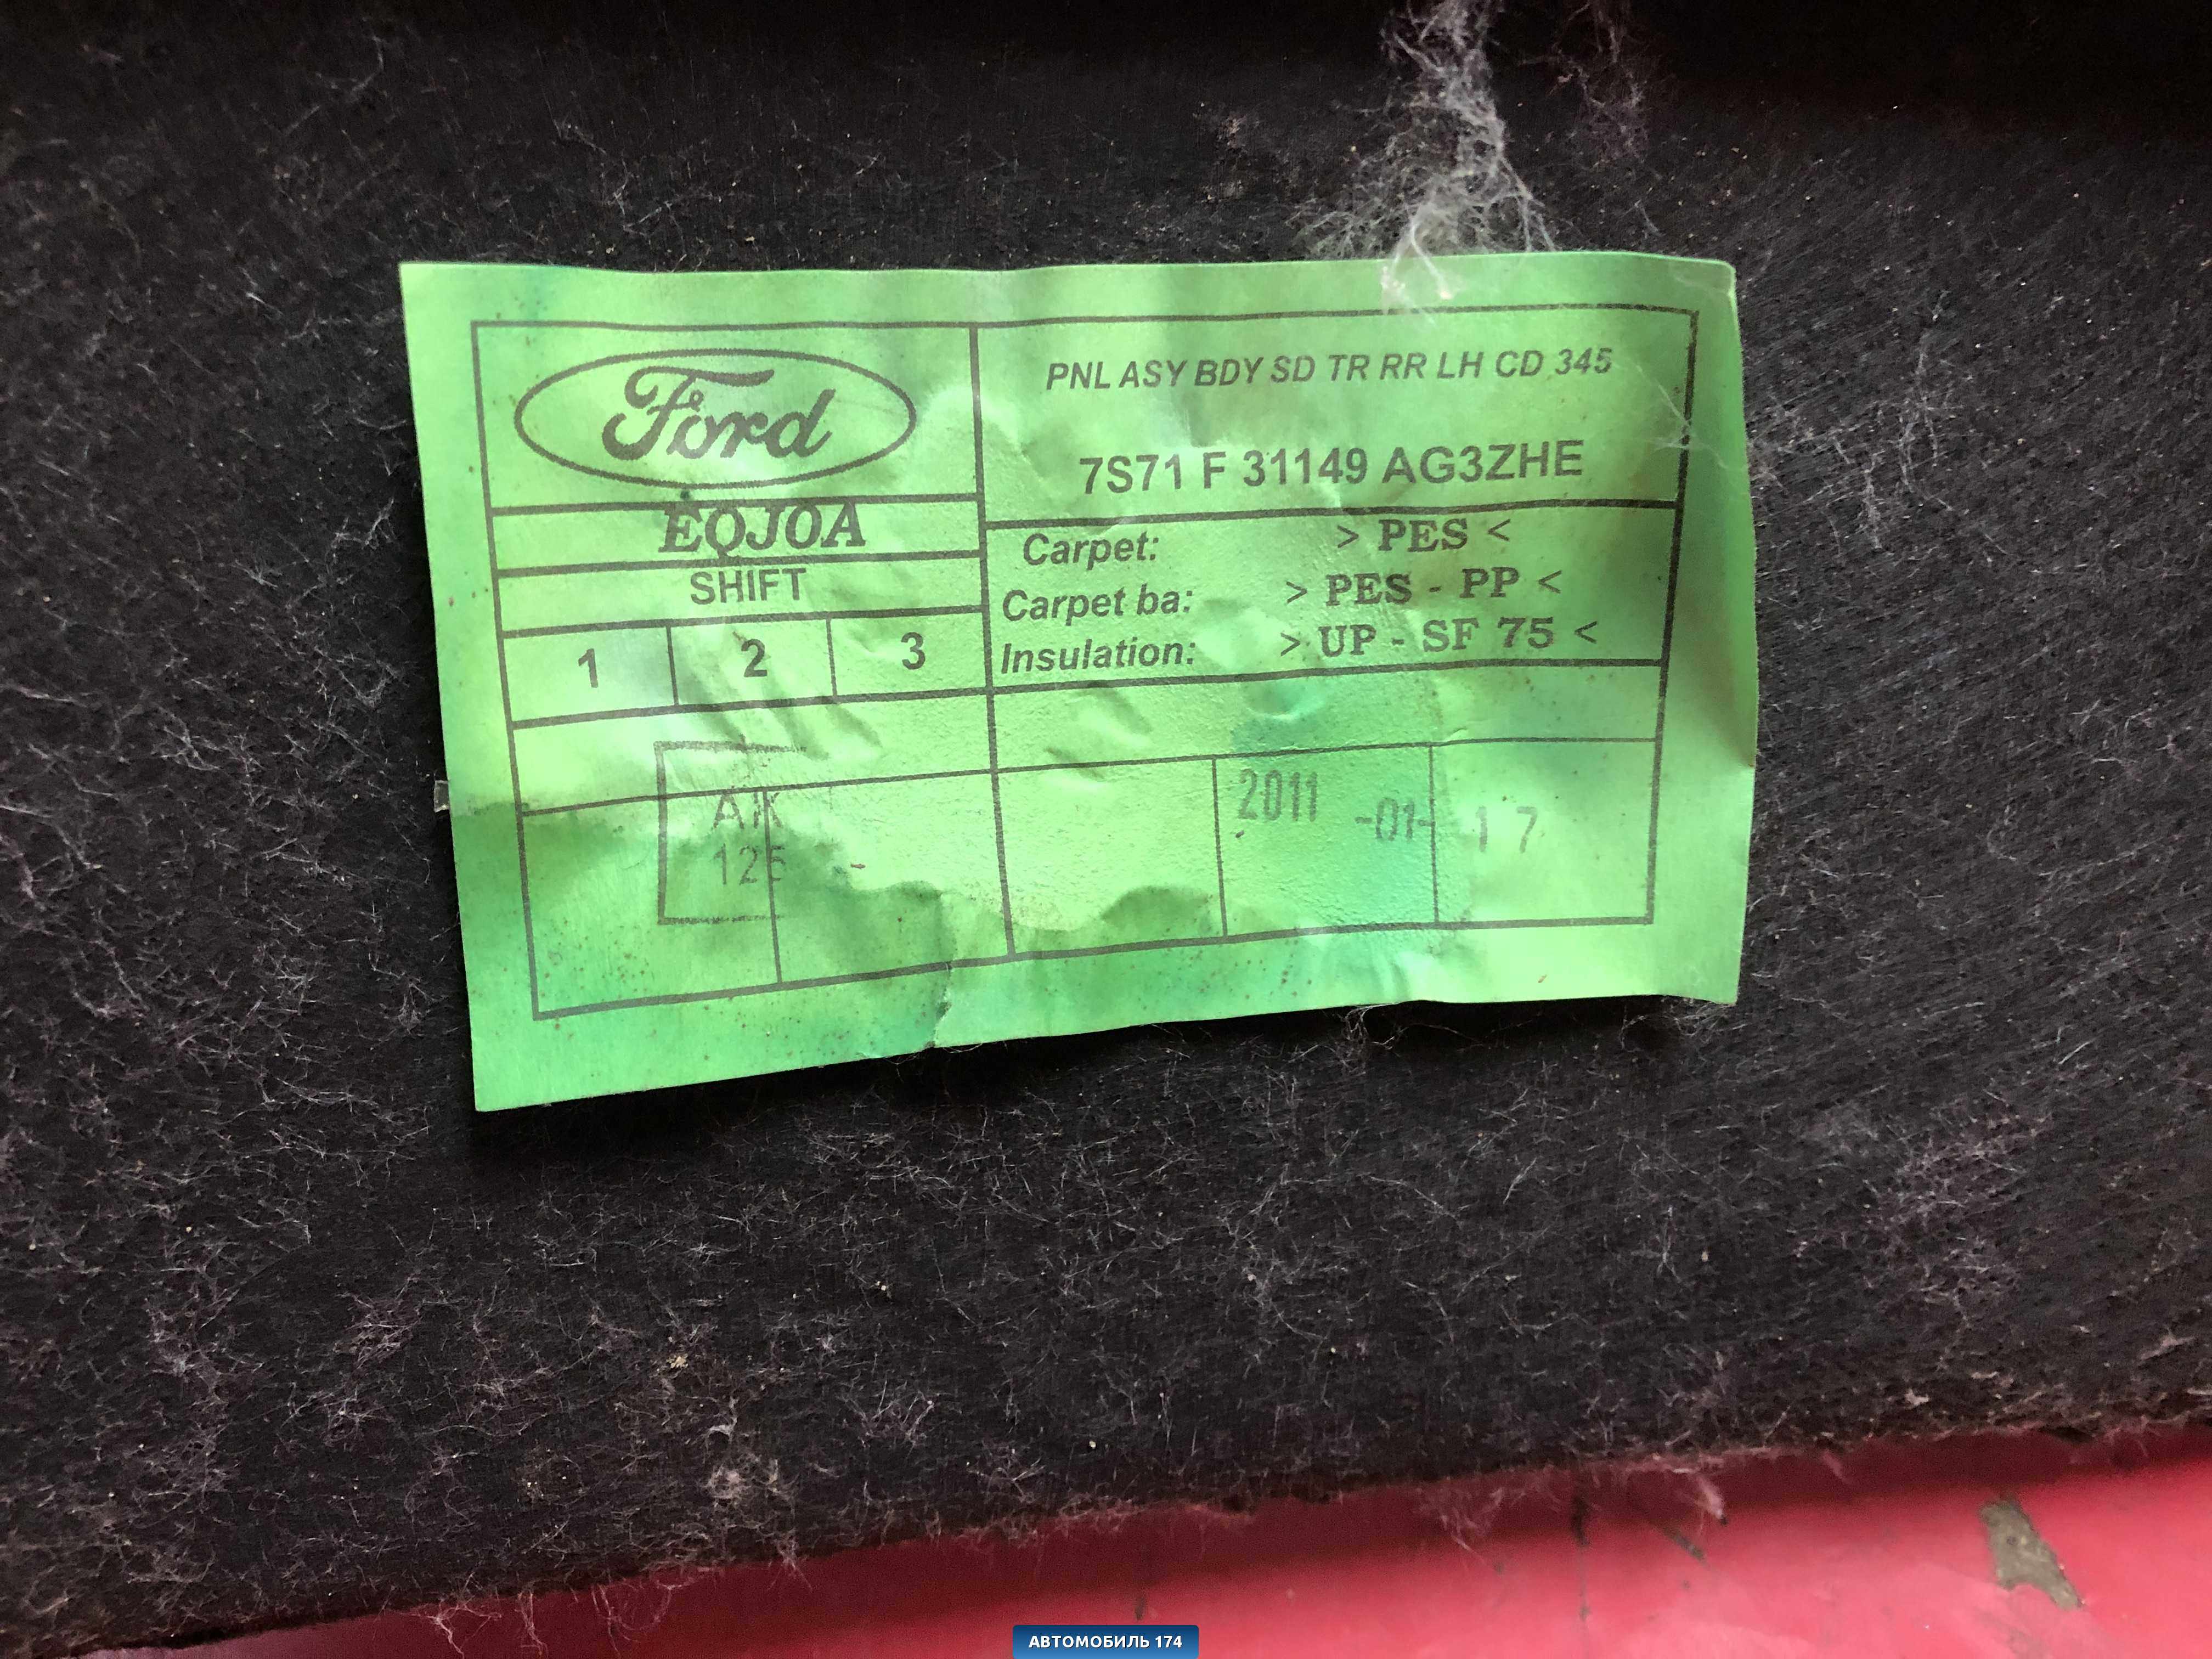 Ford
PNL ASY BDY SD TR RR LH CD 345
7S71 F 31149 AG3ZHE
EQJOA
SHIFT
1 2 3
Carpet: > PES <
Carpet ba: > PES - PP <
Insulation: > UP - SF 75 <
2011 -01- 17
АВТОМОБИЛЬ 174